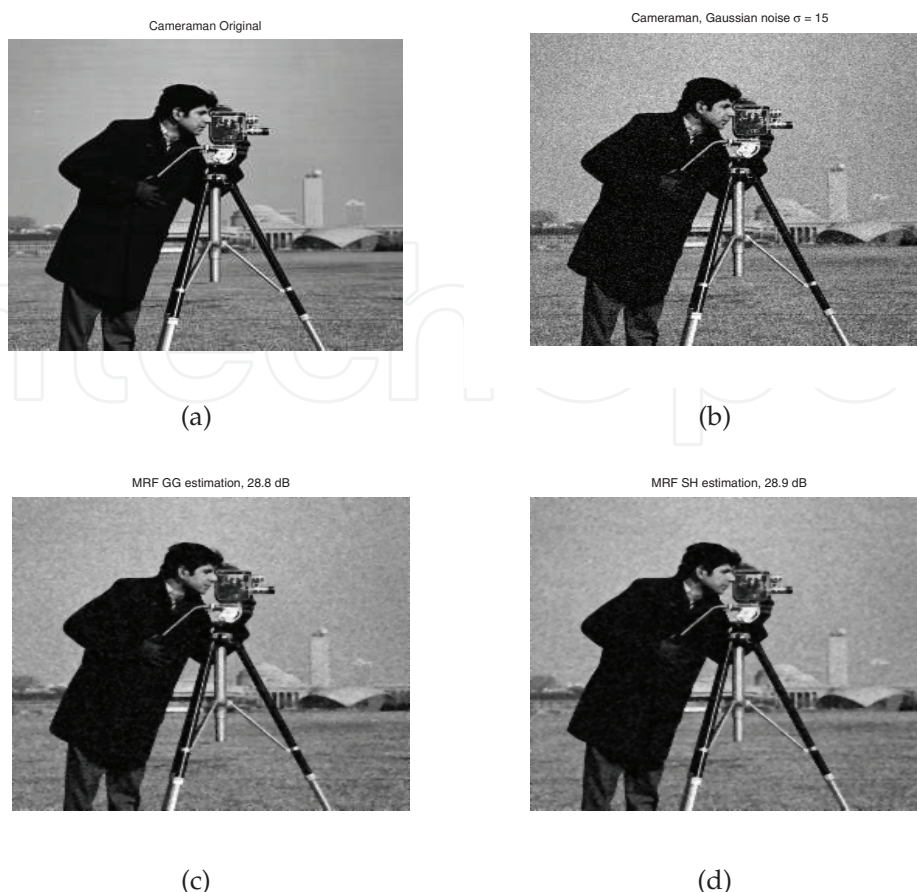 Cameraman Original
Cameraman, Gaussian noise σ = 15
(a)
(b)
MRF GG estimation, 28.8 dB
MRF SH estimation, 28.9 dB
(c)
(d)